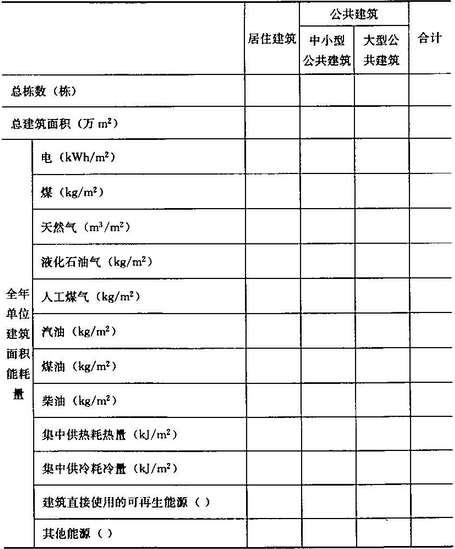 居住建筑
公共建筑
中小型
公共建筑
大型公
共建筑
合计
总栋数（栋）
总建筑面积（万 m²）
全年
单位
建筑
面积
能耗
量
电（kWh/m²）
煤（kg/m²）
天然气（m³/m²）
液化石油气（kg/m²）
人工煤气（kg/m²）
汽油（kg/m²）
煤油（kg/m²）
柴油（kg/m²）
集中供热耗热量（kJ/m²）
集中供冷耗冷量（kJ/m²）
建筑直接使用的可再生能源（ ）
其他能源（ ）